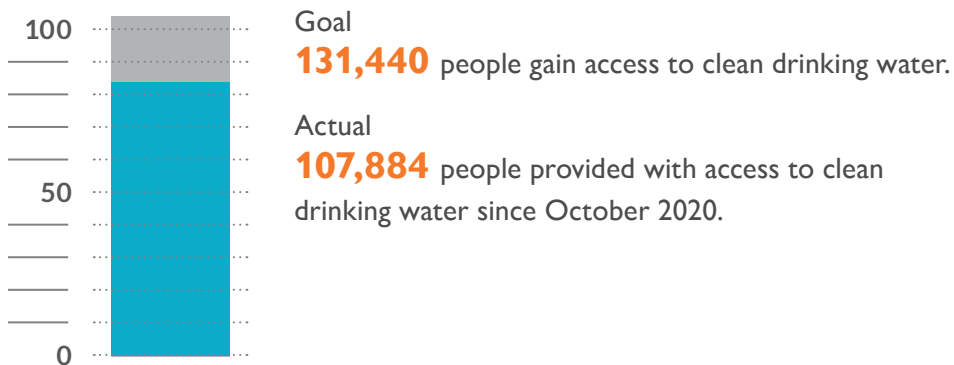 100
50
0
Goal
131,440 people gain access to clean drinking water.
Actual
107,884 people provided with access to clean
drinking water since October 2020.